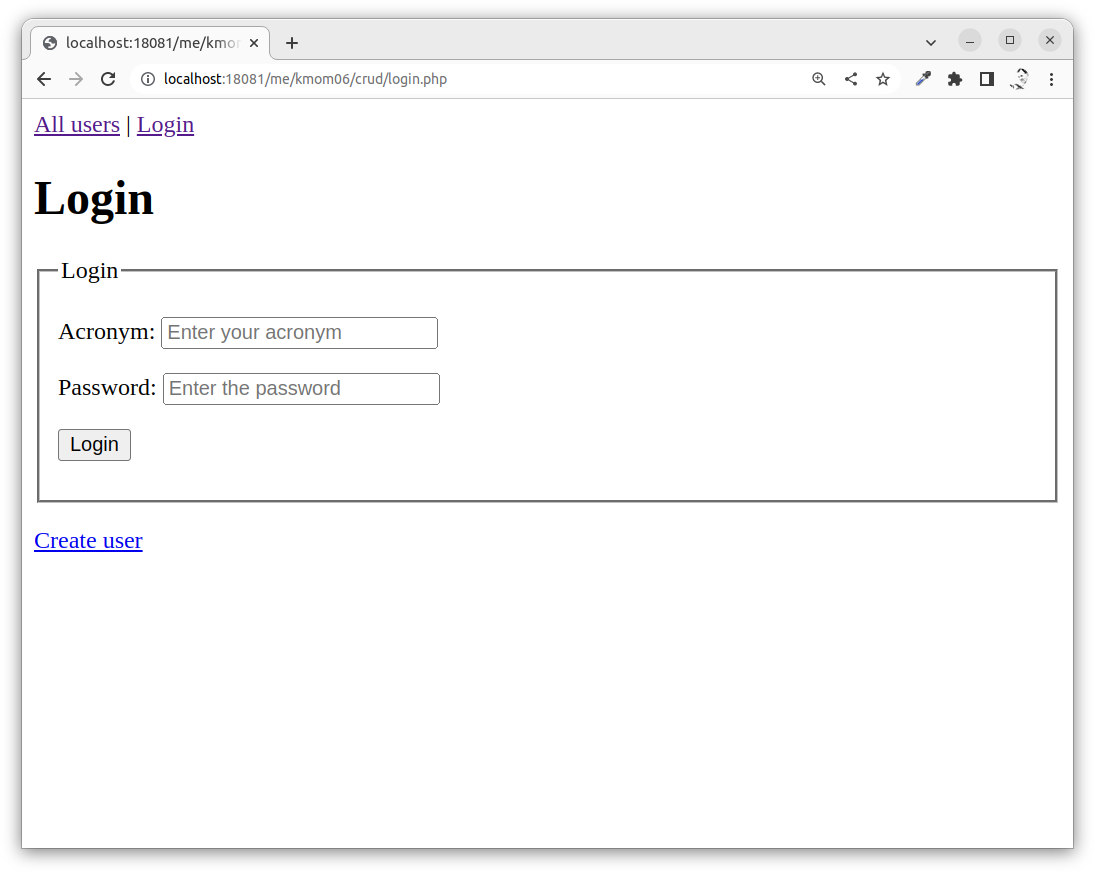 localhost:18081/me/kmom
localhost:18081/me/kmom06/crud/login.php
All users | Login
Login
Login
Acronym: Enter your acronym
Password: Enter the password
Login
Create user